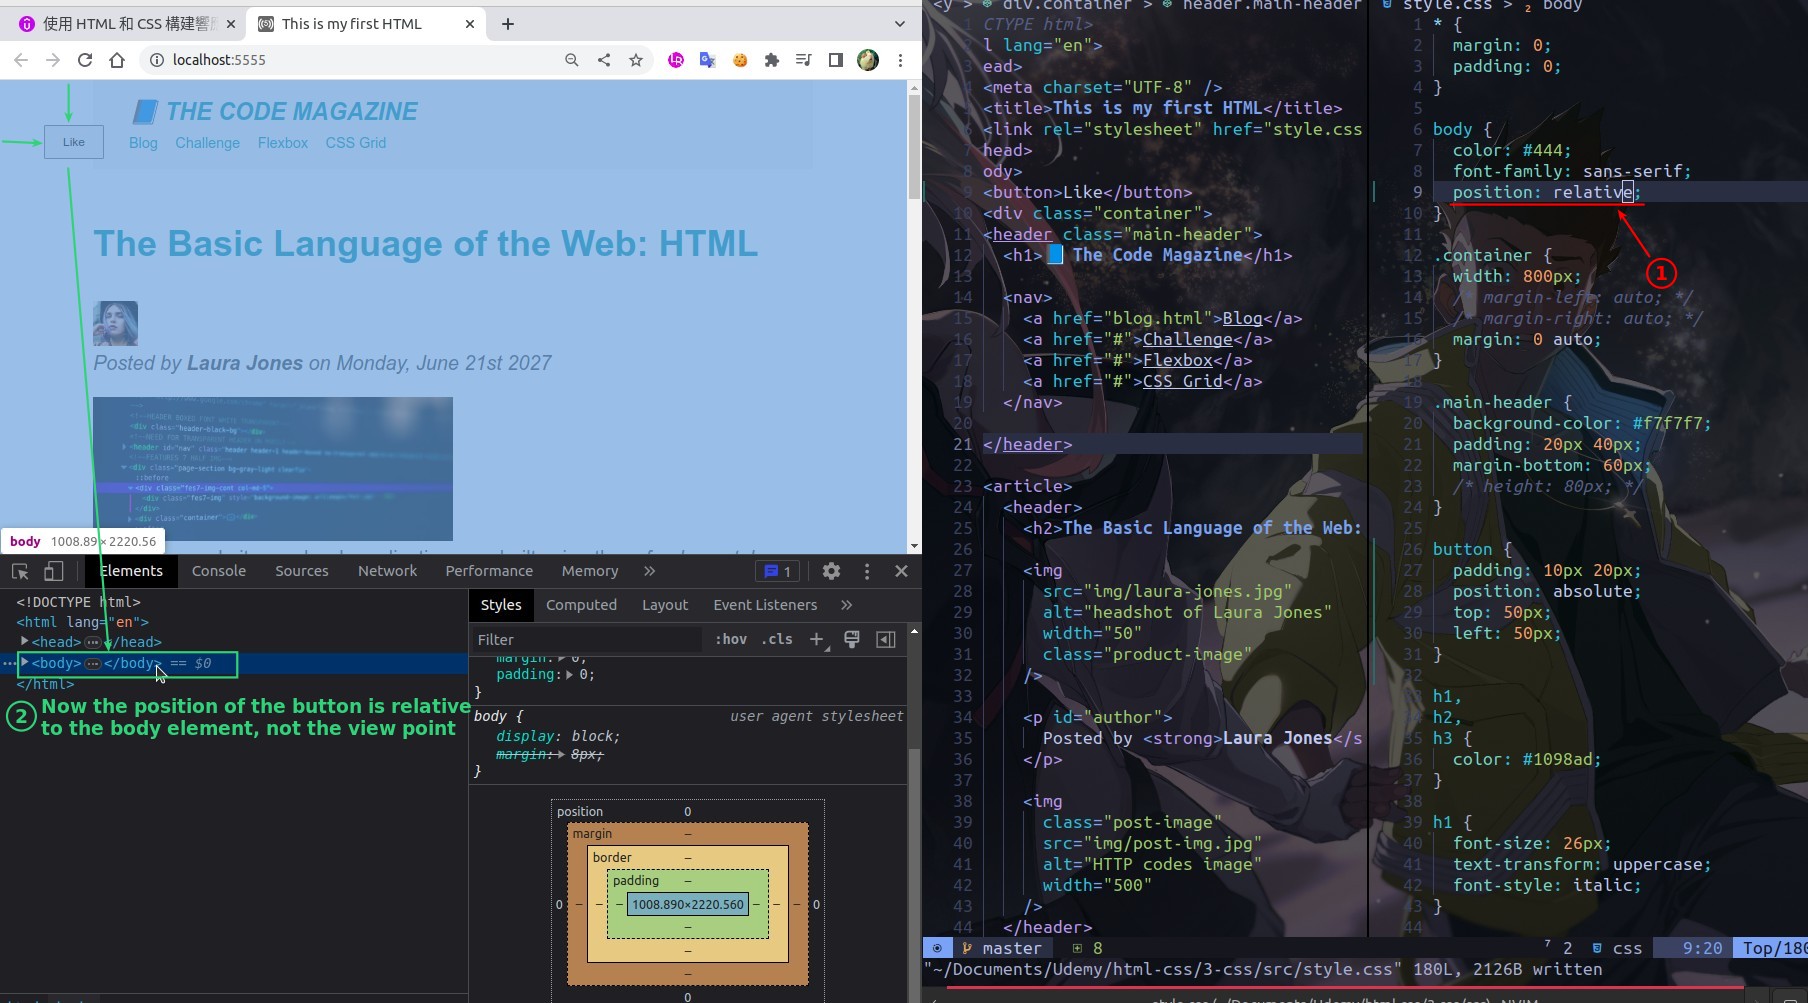 使用 HTML 和 CSS 構建響
This is my first HTML
localhost:5555
THE CODE MAGAZINE
Like
Blog Challenge Flexbox CSS Grid
The Basic Language of the Web: HTML
Posted by Laura Jones on Monday, June 21st 2027
body 1008.89×2220.56
Elements Console Sources Network Performance Memory » 1
<!DOCTYPE html>
<html lang="en">
<head> </head>
<body> </body> == $0
</html>
2 Now the position of the button is relative
to the body element, not the view point
Styles Computed Layout Event Listeners »
Filter :hov .cls +
margin: 0;
padding: 0;
}
body { user agent stylesheet
display: block;
margin: 8px;
}
position 0
margin –
border –
padding –
0 – – – 1008.890×2220.560 – – – 0
–
–
–
0
<y > div.container > header.main-header
CTYPE html>
l lang="en">
ead>
<meta charset="UTF-8" />
<title>This is my first HTML</title>
<link rel="stylesheet" href="style.css
head>
ody>
<button>Like</button>
10 <div class="container">
11 <header class="main-header">
12 <h1>📘 The Code Magazine</h1>
13
14 <nav>
15 <a href="blog.html">Blog</a>
16 <a href="#">Challenge</a>
17 <a href="#">Flexbox</a>
18 <a href="#">CSS Grid</a>
19 </nav>
20
21 </header>
22
23 <article>
24 <header>
25 <h2>The Basic Language of the Web:
26
27 <img
28 src="img/laura-jones.jpg"
29 alt="headshot of Laura Jones"
30 width="50"
31 class="product-image"
32 />
33
34 <p id="author">
35 Posted by <strong>Laura Jones</s
36 </p>
37
38 <img
39 class="post-image"
40 src="img/post-img.jpg"
41 alt="HTTP codes image"
42 width="500"
43 />
44 </header>
style.css > 2 body
1 * {
2 margin: 0;
3 padding: 0;
4 }
5
6 body {
7 color: #444;
8 font-family: sans-serif;
9 position: relative;
10 }
11
12 .container {
13 width: 800px;
14 /* margin-left: auto; */
15 /* margin-right: auto; */
16 margin: 0 auto;
17 }
18
19 .main-header {
20 background-color: #f7f7f7;
21 padding: 20px 40px;
22 margin-bottom: 60px;
23 /* height: 80px; */
24 }
25
26 button {
27 padding: 10px 20px;
28 position: absolute;
29 top: 50px;
30 left: 50px;
31 }
32
33 h1,
34 h2,
35 h3 {
36 color: #1098ad;
37 }
38
39 h1 {
40 font-size: 26px;
41 text-transform: uppercase;
42 font-style: italic;
43 }
44
1
master 8 7 2 css 9:20 Top/180
"~/Documents/Udemy/html-css/3-css/src/style.css" 180L, 2126B written